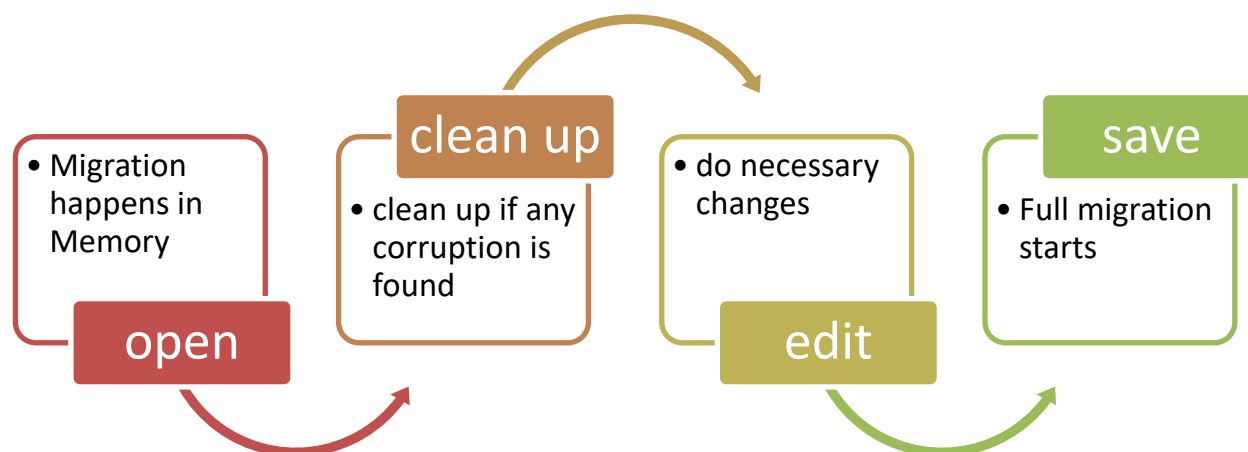 • Migration
happens in
Memory
open
clean up
• clean up if any
corruption is
found
• do necessary
changes
edit
save
• Full migration
starts